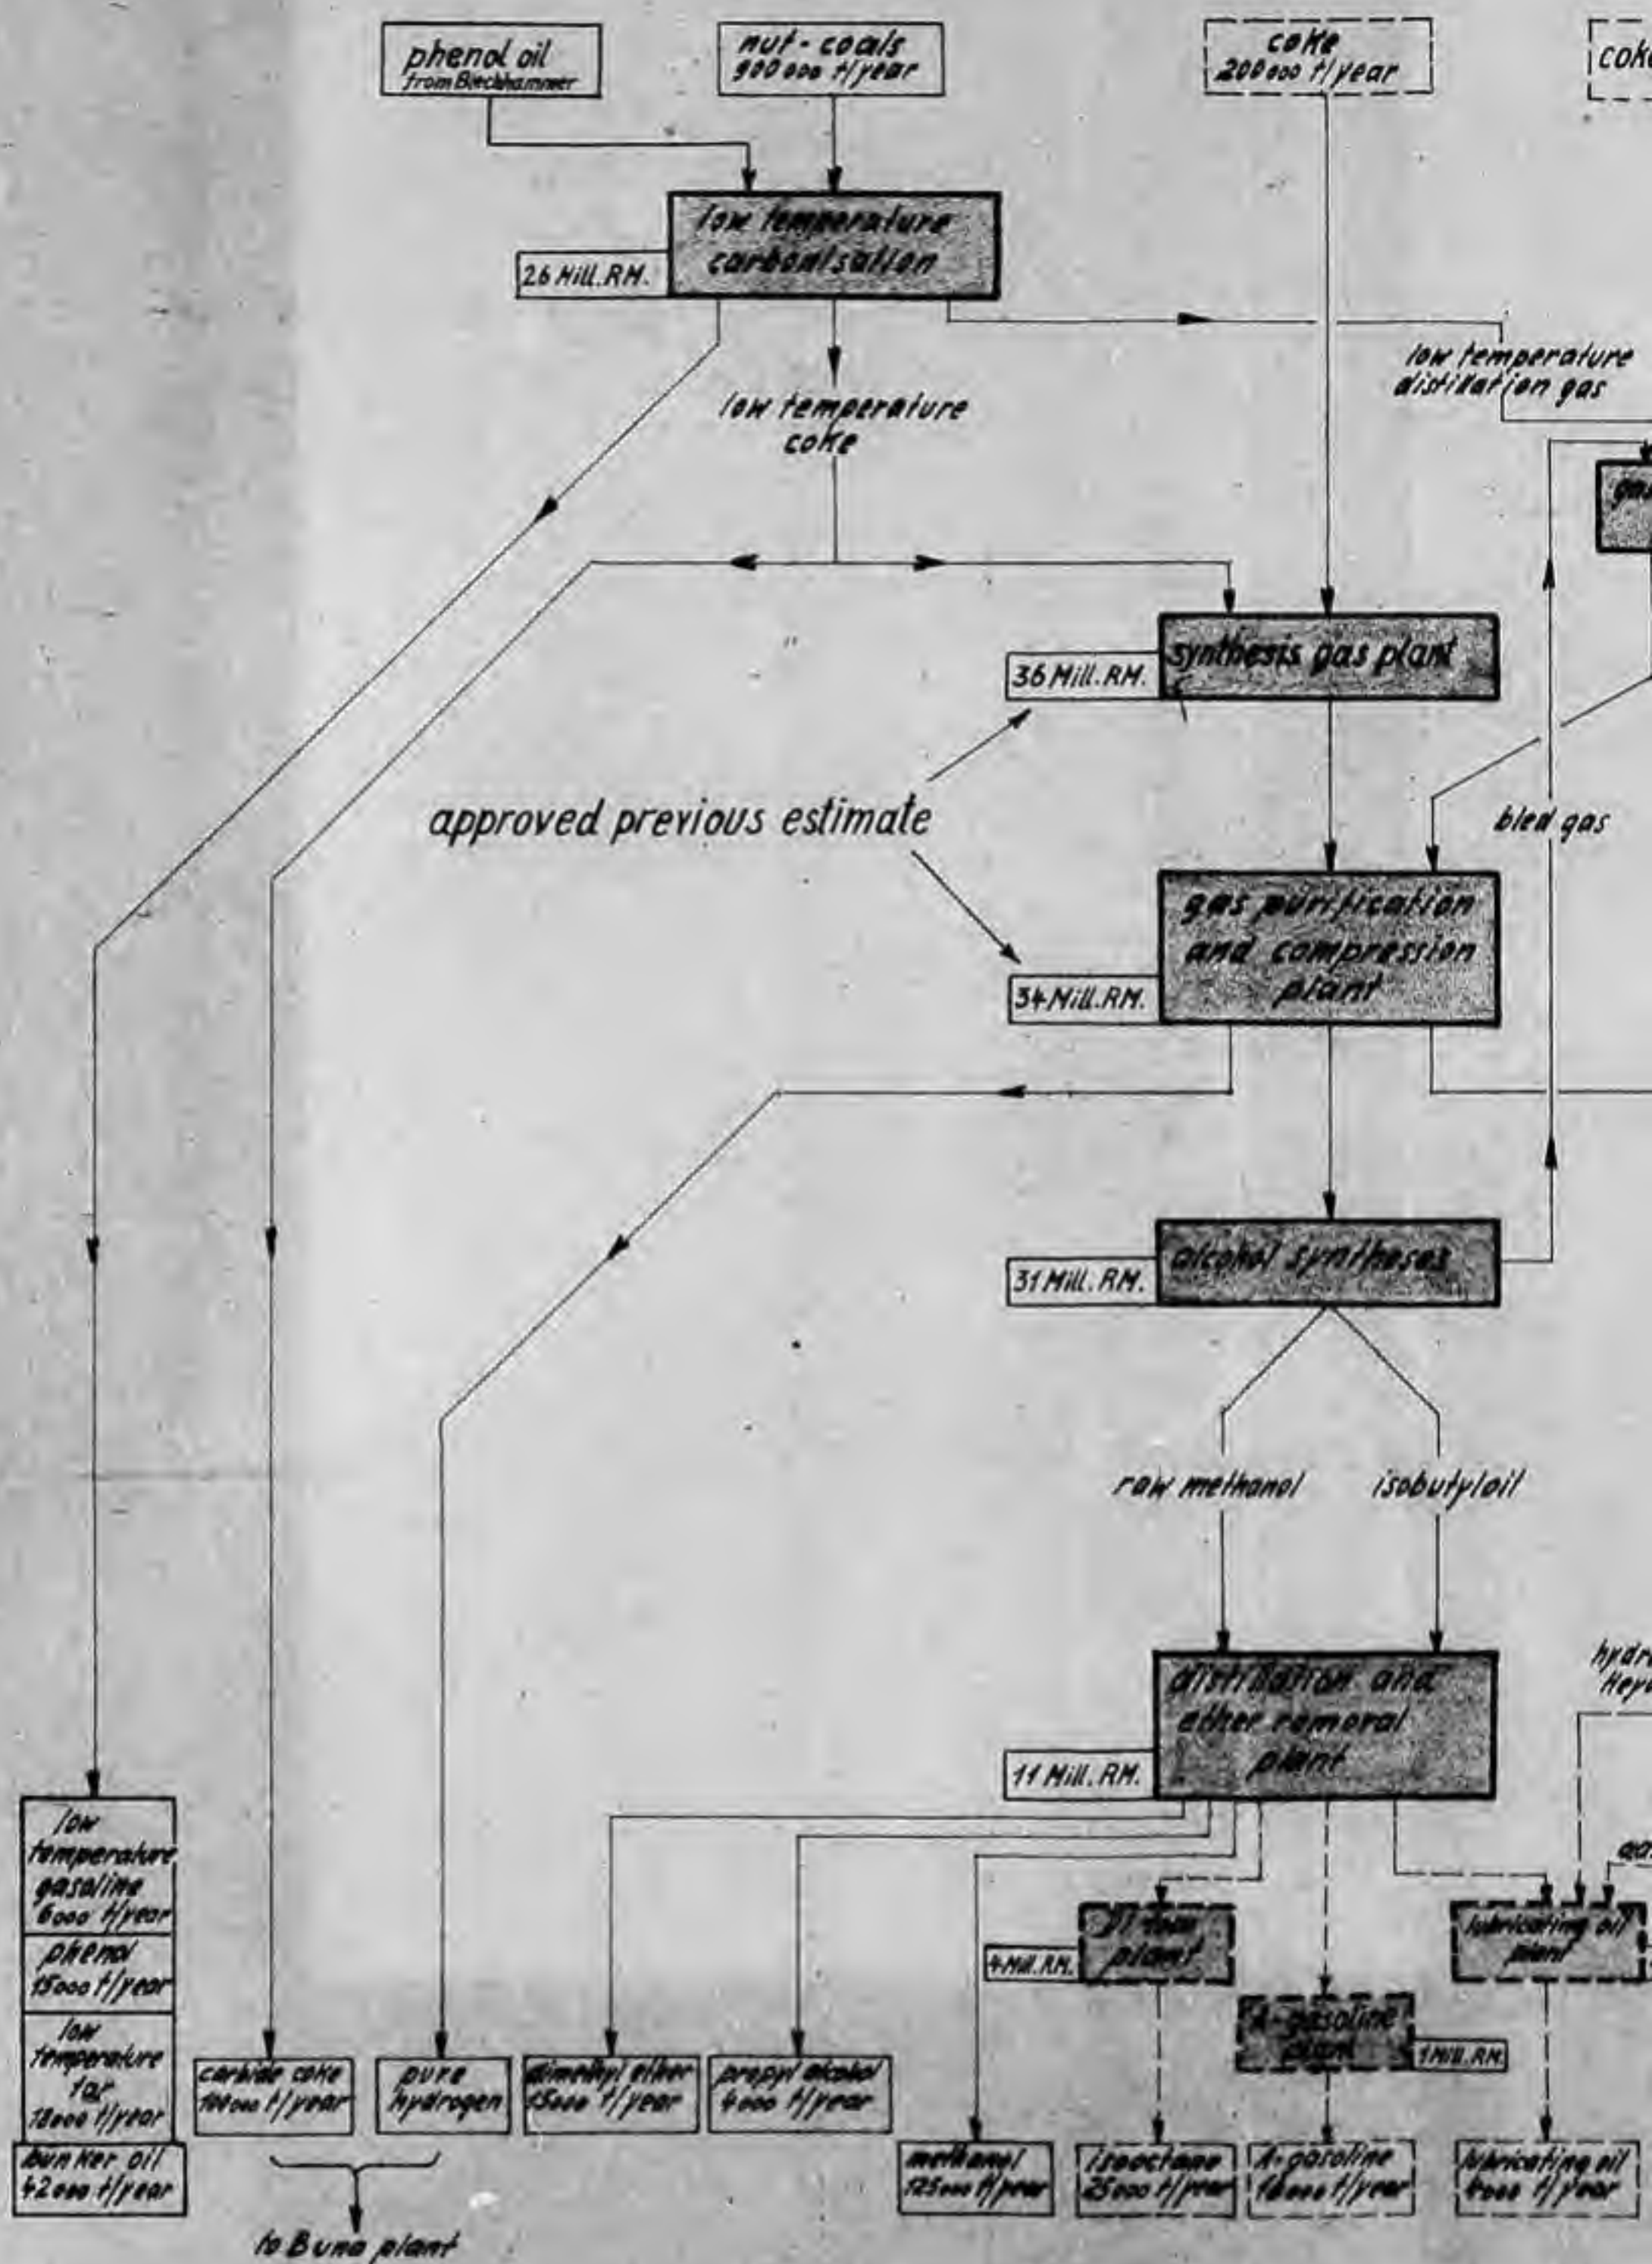 phenol oil
from Blechhammer
nut-coals
900000 t/year
coke
200000 t/year
coke
low temperature
carbonisation
26 Mill. RM.
low temperature
distillation gas
low temperature
coke
synthesis gas plant
36 Mill. RM.
approved previous estimate
bled gas
gas purification
and compression
plant
34 Mill. RM.
alcohol syntheses
31 Mill. RM.
raw methanol
isobutyloil
distillation and
ether removal
plant
11 Mill. RM.
low
temperature
gasoline
6000 t/year
phenol
15000 t/year
low
temperature
tar
18000 t/year
bunker oil
42000 t/year
carbide coke
100000 t/year
pure
hydrogen
dimethyl ether
15000 t/year
propyl alcohol
4000 t/year
to Buna plant
plant
4 Mill. RM.
-gasoline
plant
1 Mill. RM.
lubricating oil
plant
methanol
125000 t/year
isooctane
25000 t/year
-gasoline
t/year
lubricating oil
t/year